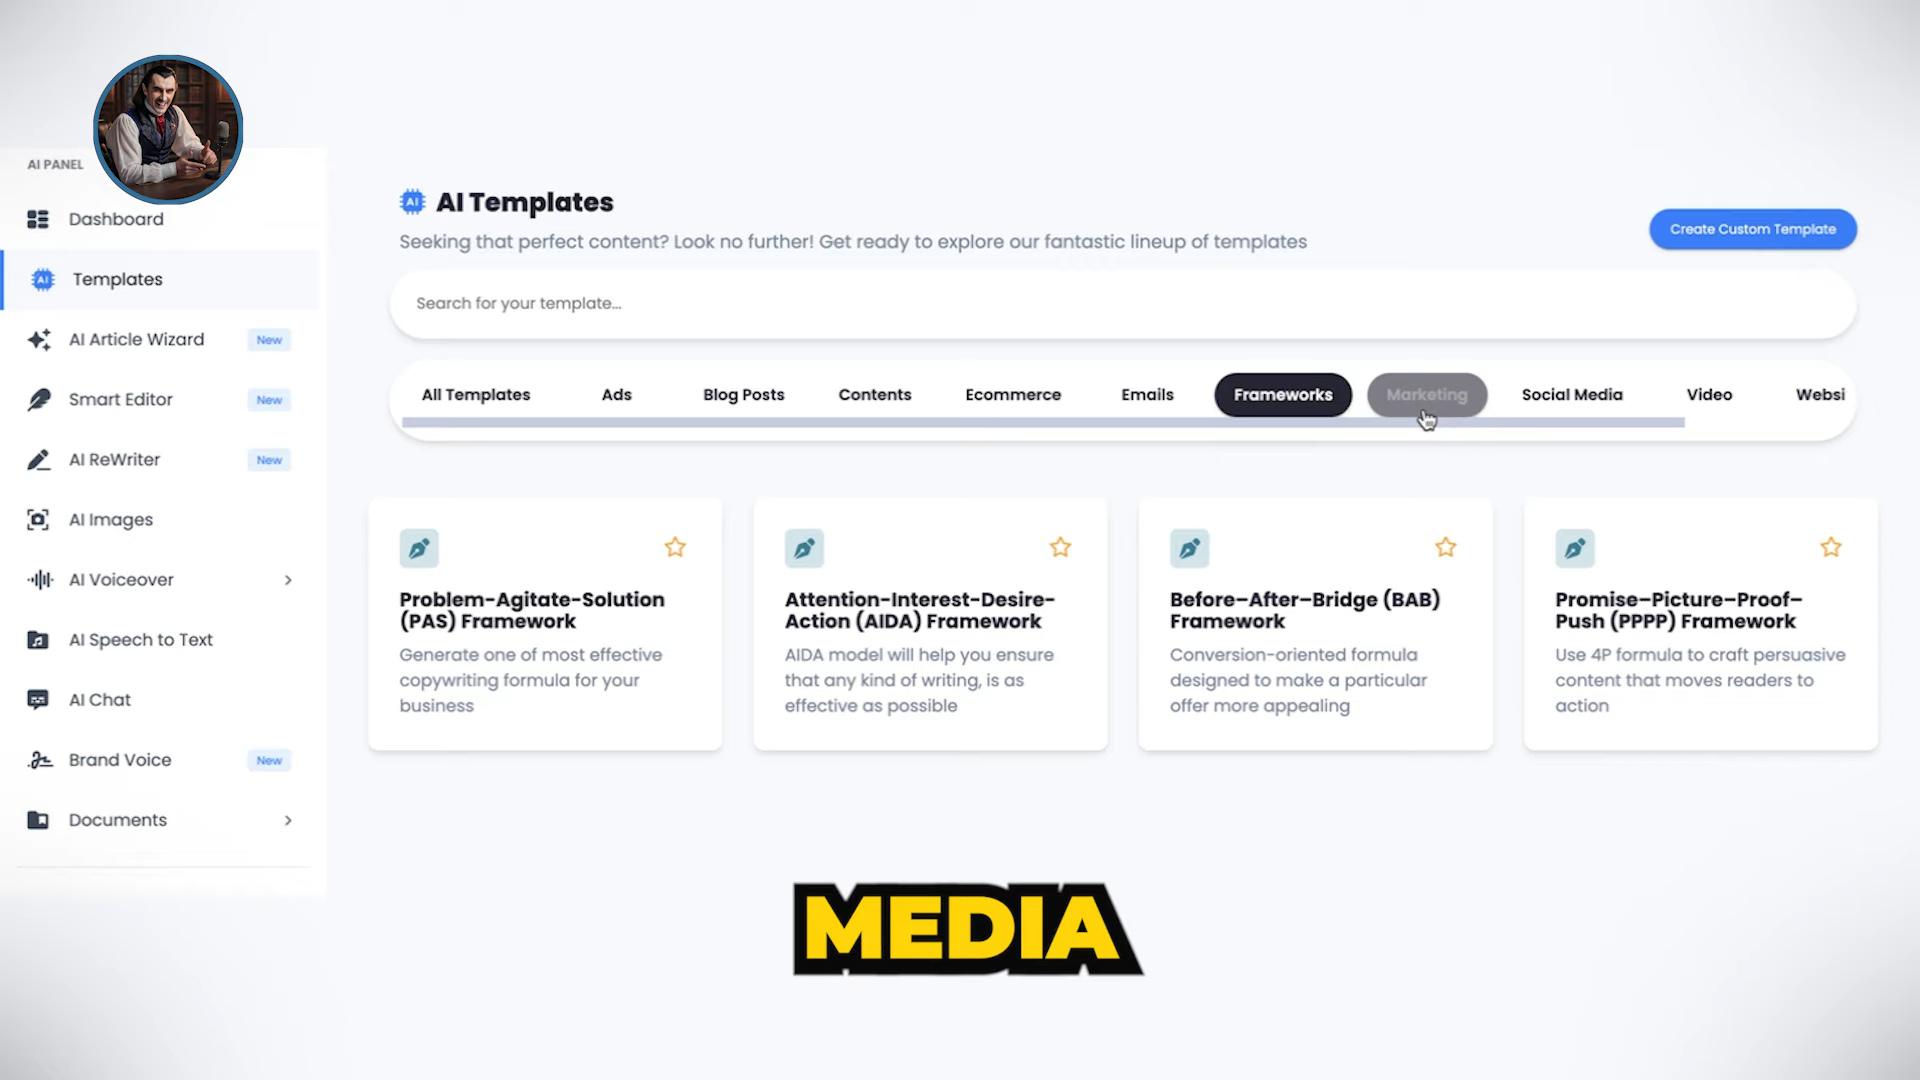 AI PANEL
Dashboard
AI
Templates
AI Article Wizard
New
Smart Editor
New
AI ReWriter
New
AI Images
AI Voiceover
AI Speech to Text
AI Chat
Brand Voice
New
Documents
AI
AI Templates
Seeking that perfect content? Look no further! Get ready to explore our fantastic lineup of templates
Create Custom Template
Search for your template...
All Templates
Ads
Blog Posts
Contents
Ecommerce
Emails
Frameworks
Marketing
Social Media
Video
Websi
Problem-Agitate-Solution
(PAS) Framework
Generate one of most effective
copywriting formula for your
business
Attention-Interest-Desire-
Action (AIDA) Framework
AIDA model will help you ensure
that any kind of writing, is as
effective as possible
Before–After–Bridge (BAB)
Framework
Conversion-oriented formula
designed to make a particular
offer more appealing
Promise–Picture–Proof–
Push (PPPP) Framework
Use 4P formula to craft persuasive
content that moves readers to
action
MEDIA